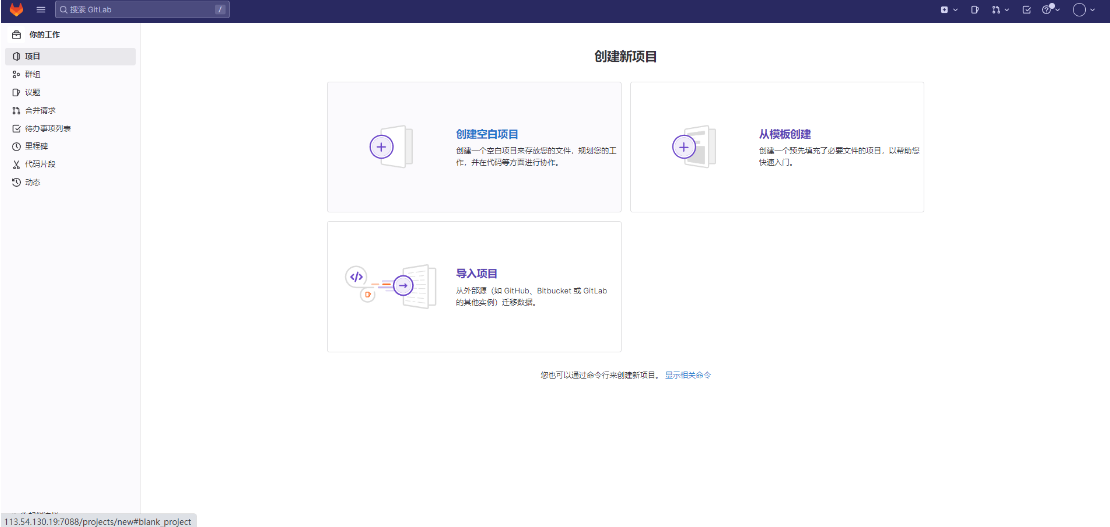 搜索 GitLab
/
你的工作
项目
群组
议题
合并请求
待办事项列表
里程碑
代码片段
动态
创建新项目
创建空白项目
创建一个空白项目来存放您的文件，规划您的工
作，并在代码等方面进行协作。
从模板创建
创建一个预先填充了必要文件的项目，以帮助您
快速入门。
导入项目
从外部源（如 GitHub、Bitbucket 或 GitLab
的其他实例）迁移数据。
您也可以通过命令行来创建新项目。 显示相关命令
113.54.130.19:7088/projects/new#blank_project